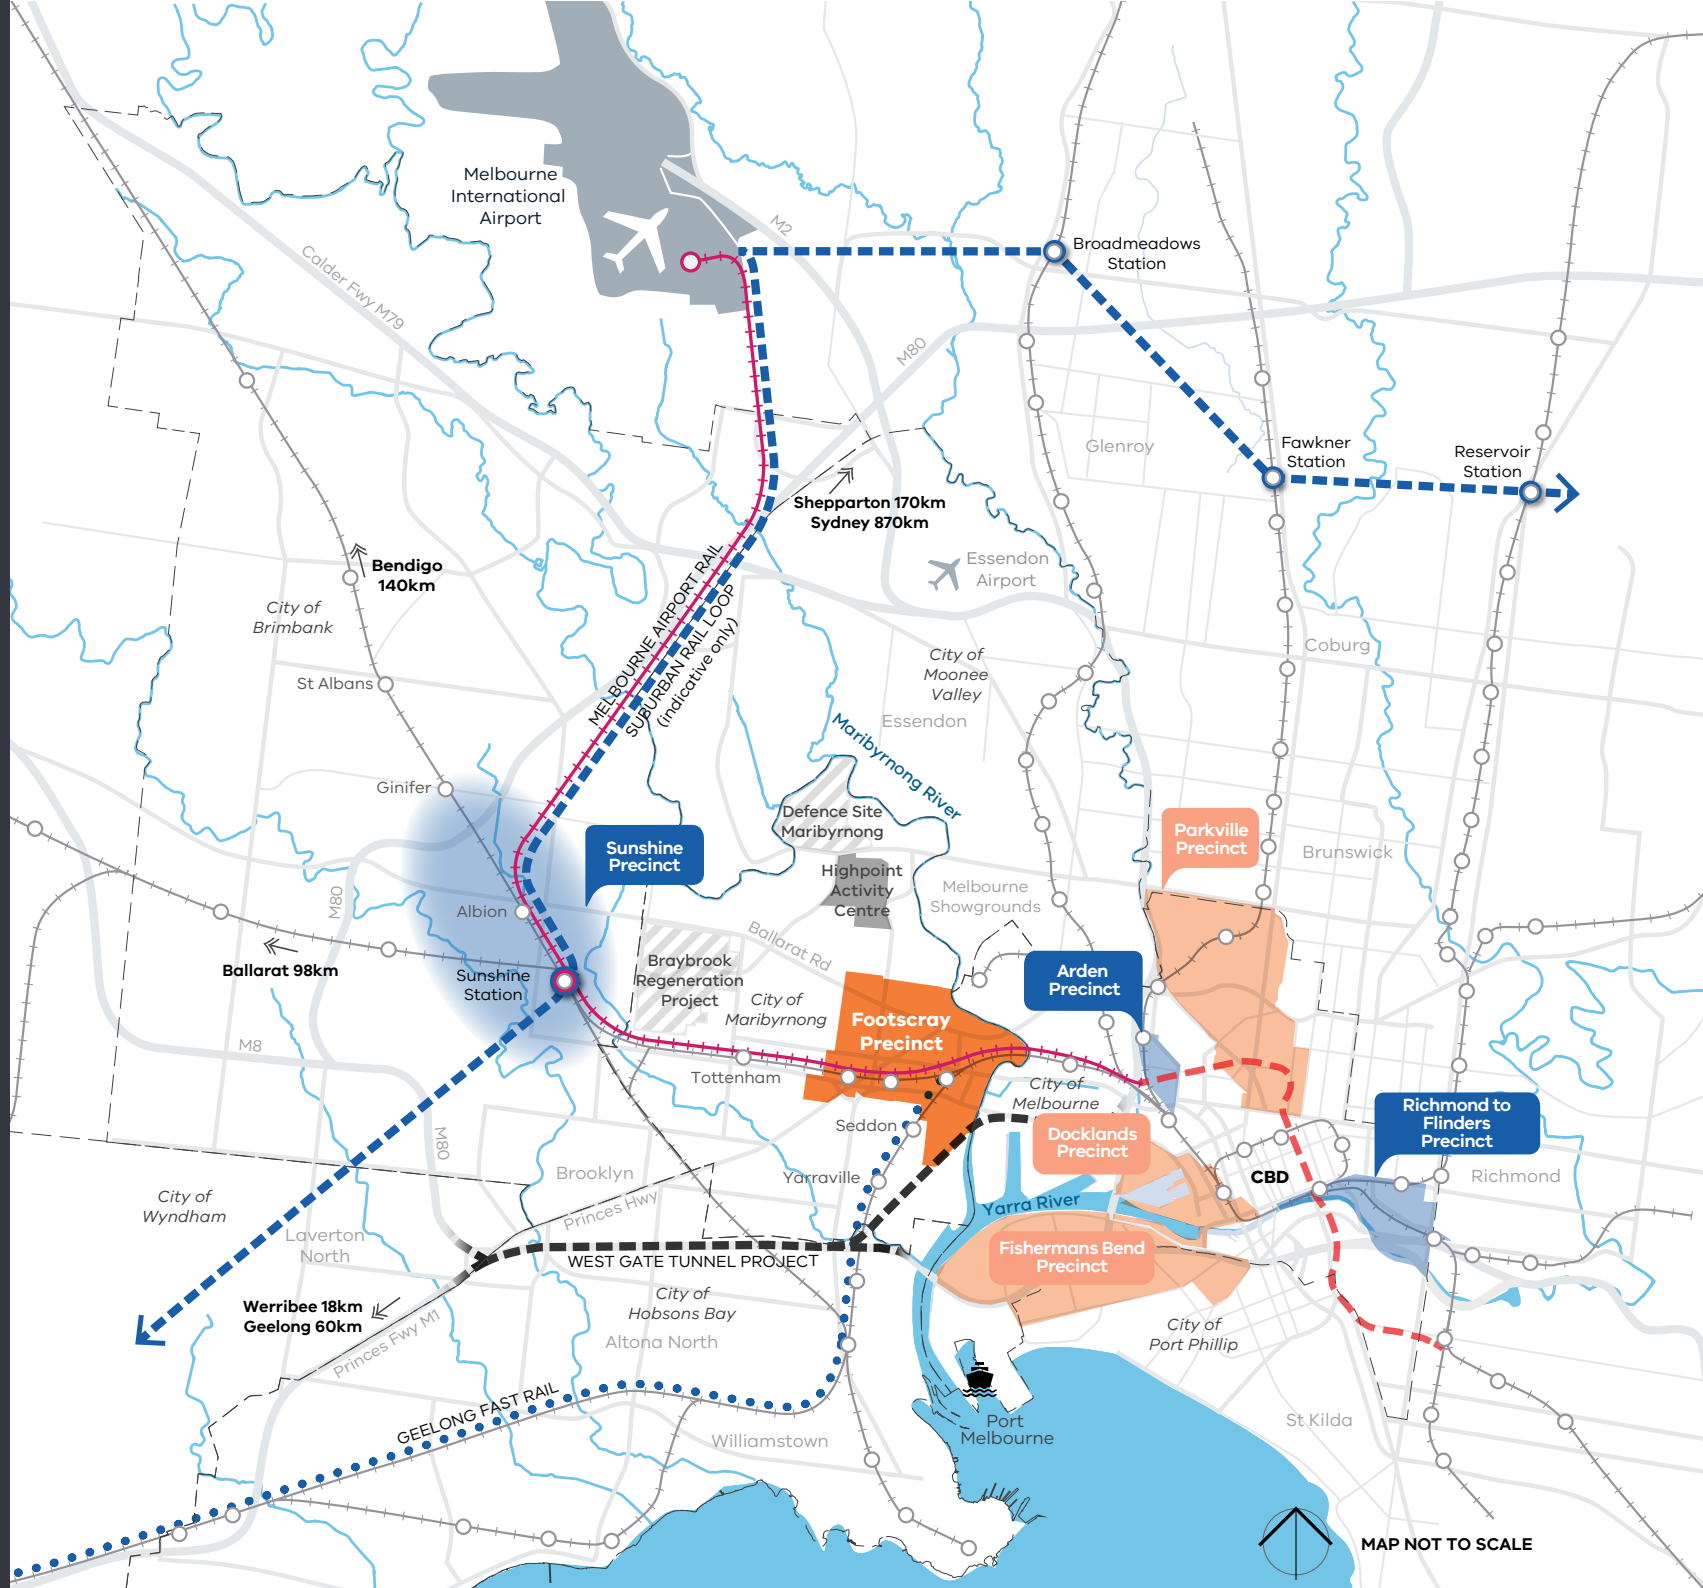 Melbourne
International
Airport
M2
Broadmeadows
Station
Calder Fwy M79
M80
Glenroy
Fawkner
Station
Reservoir
Station
Shepparton 170km
Sydney 870km
Bendigo
140km
Essendon
Airport
City of
Brimbank
MELBOURNE AIRPORT RAIL
SUBURBAN RAIL LOOP
(indicative only)
Coburg
City of
Moonee
Valley
St Albans
Essendon
Maribyrnong River
Ginifer
Defence Site
Maribyrnong
Sunshine
Precinct
Parkville
Precinct
Brunswick
Highpoint
Activity
Centre
Melbourne
Showgrounds
M80
Albion
Ballarat Rd
Ballarat 98km
Sunshine
Station
Braybrook
Regeneration
Project
City of
Maribyrnong
Arden
Precinct
Footscray
Precinct
M8
Tottenham
City of
Melbourne
Richmond to
Flinders
Precinct
Seddon
Docklands
Precinct
M80
Brooklyn
Yarraville
CBD
Richmond
City of
Wyndham
Princes Hwy
Yarra River
Laverton
North
Fishermans Bend
Precinct
WEST GATE TUNNEL PROJECT
City of
Hobsons Bay
Werribee 18km
Geelong 60km
Princes Fwy M1
Altona North
City of
Port Phillip
GEELONG FAST RAIL
Port
Melbourne
St Kilda
Williamstown
MAP NOT TO SCALE